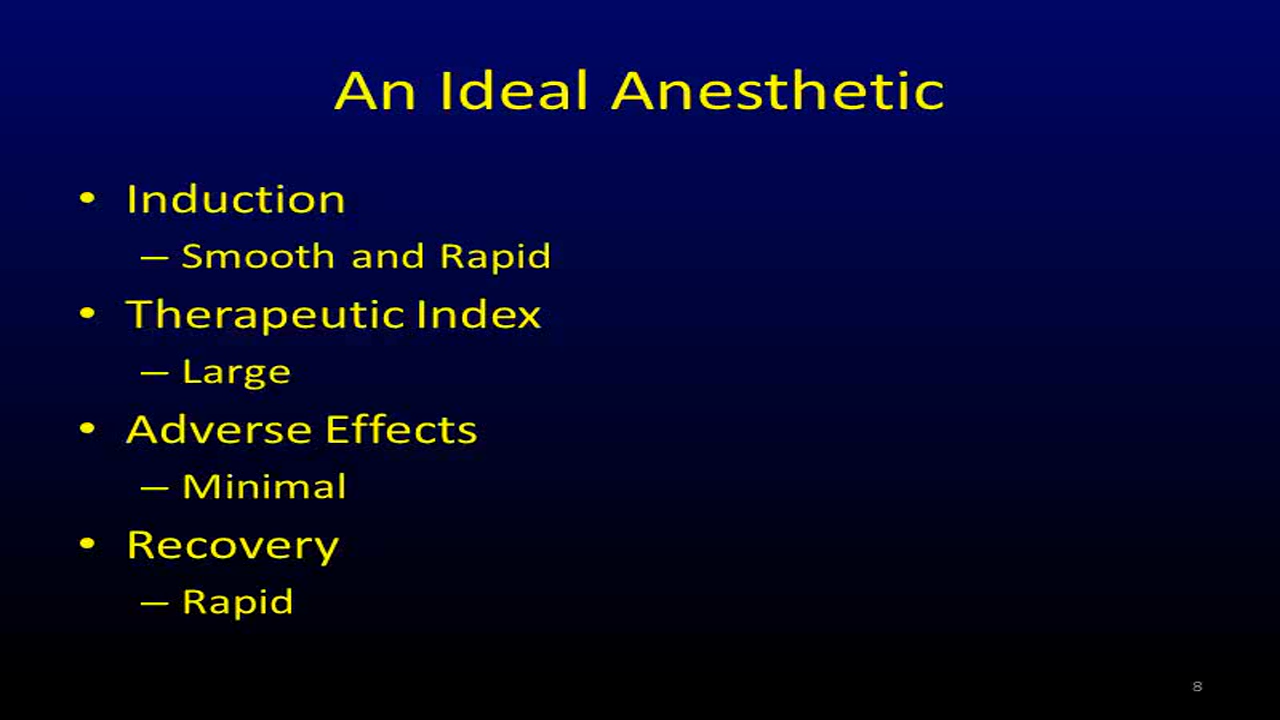 An Ideal Anesthetic
• Induction
– Smooth and Rapid
• Therapeutic Index
– Large
• Adverse Effects
– Minimal
• Recovery
– Rapid
8